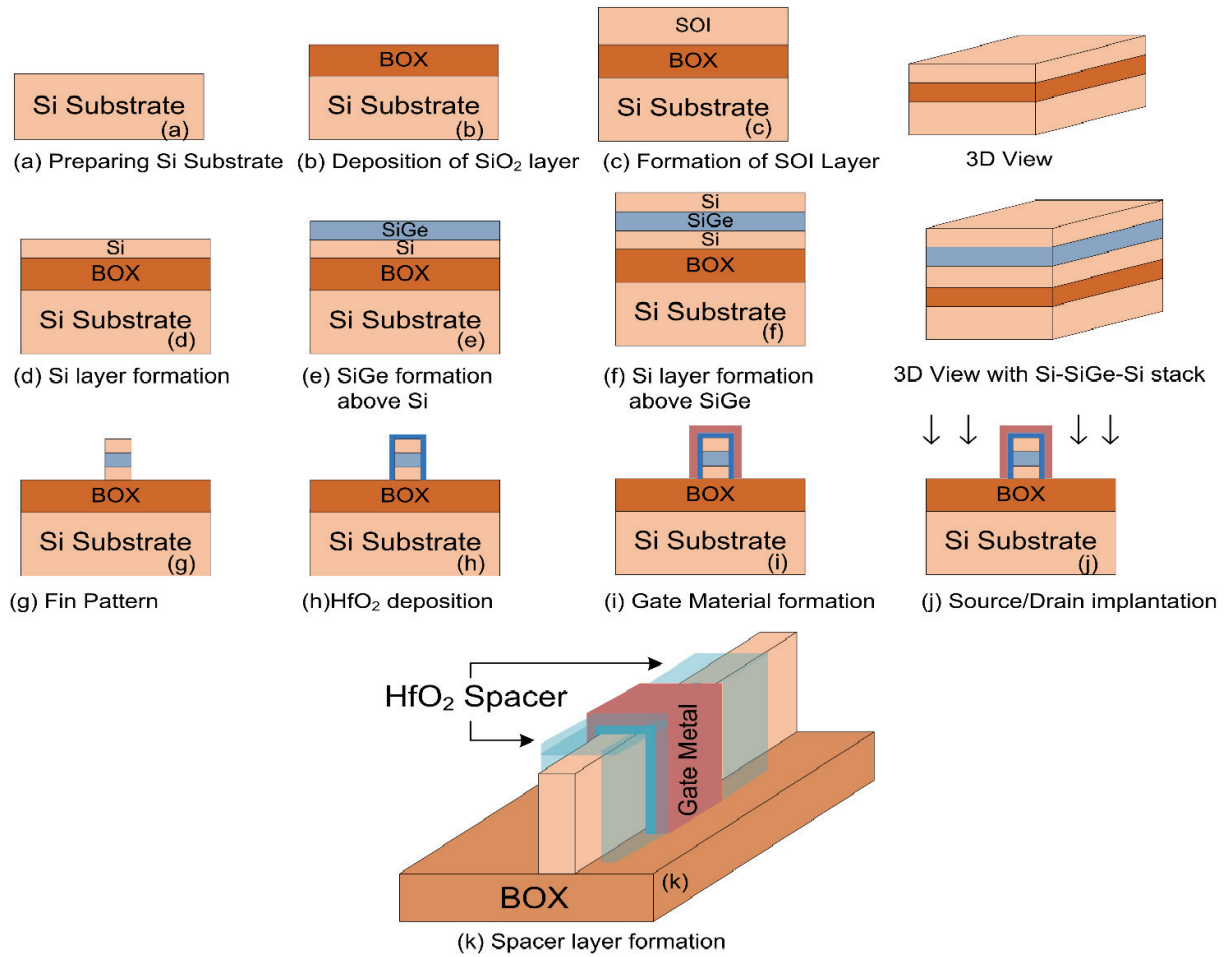 Si Substrate
(a)
(a) Preparing Si Substrate
BOX
Si Substrate
(b)
(b) Deposition of SiO₂ layer
SOI
BOX
Si Substrate
(c)
(c) Formation of SOI Layer
3D View
Si
BOX
Si Substrate
(d)
(d) Si layer formation
SiGe
Si
BOX
Si Substrate
(e)
(e) SiGe formation
above Si
Si
SiGe
Si
BOX
Si Substrate
(f)
(f) Si layer formation
above SiGe
3D View with Si-SiGe-Si stack
BOX
Si Substrate
(g)
(g) Fin Pattern
BOX
Si Substrate
(h)
(h)HfO₂ deposition
BOX
Si Substrate
(i)
(i) Gate Material formation
BOX
Si Substrate
(j)
(j) Source/Drain implantation
HfO₂ Spacer
Gate Metal
BOX
(k)
(k) Spacer layer formation